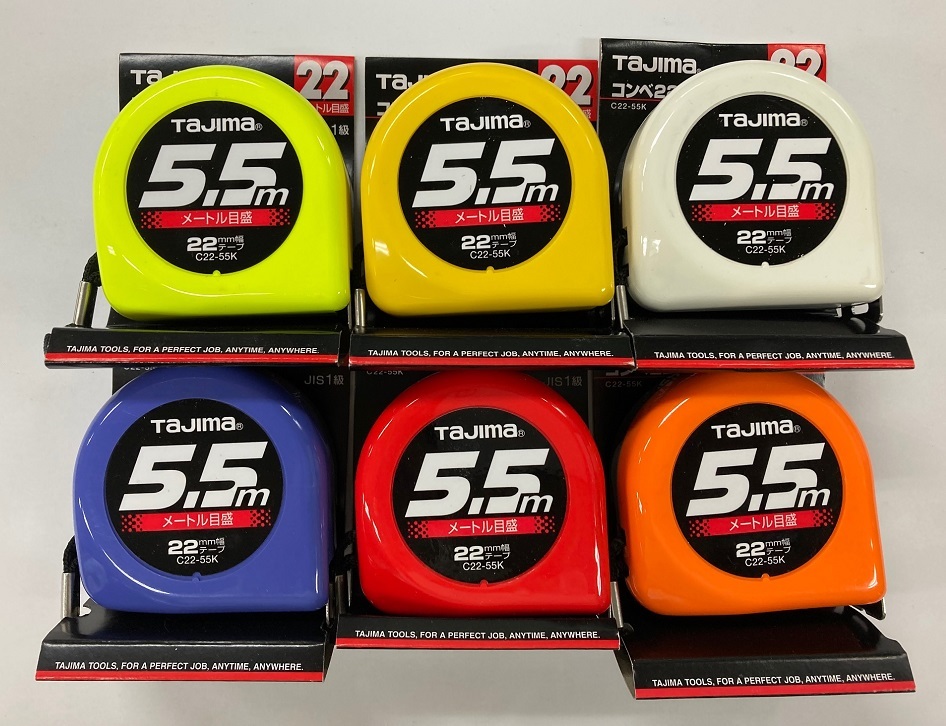 22
メートル目盛
1級
TAJIMA®
5.5m
メートル目盛
22mm幅
テープ
C22-55K
TAJIMA TOOLS, FOR A PERFECT JOB, ANYTIME, ANYWHERE.
22
TAJIMA®
5.5m
メートル目盛
22mm幅
テープ
C22-55K
TAJIMA TOOLS, FOR A PERFECT JOB, ANYTIME, ANYWHERE.
TAJIMA
22
コンベ22
C22-55K
TAJIMA®
5.5m
メートル目盛
22mm幅
テープ
C22-55K
TAJIMA TOOLS, FOR A PERFECT JOB, ANYTIME, ANYWHERE.
JIS1級
TAJIMA®
5.5m
メートル目盛
22mm幅
テープ
C22-55K
TAJIMA TOOLS, FOR A PERFECT JOB, ANYTIME, ANYWHERE.
C22-55K
JIS1級
TAJIMA®
5.5m
メートル目盛
22mm幅
テープ
C22-55K
TAJIMA TOOLS, FOR A PERFECT JOB, ANYTIME, ANYWHERE.
C22-55K
TAJIMA®
5.5m
メートル目盛
22mm幅
テープ
C22-55K
TAJIMA TOOLS, FOR A PERFECT JOB, ANYTIME, ANYWHERE.